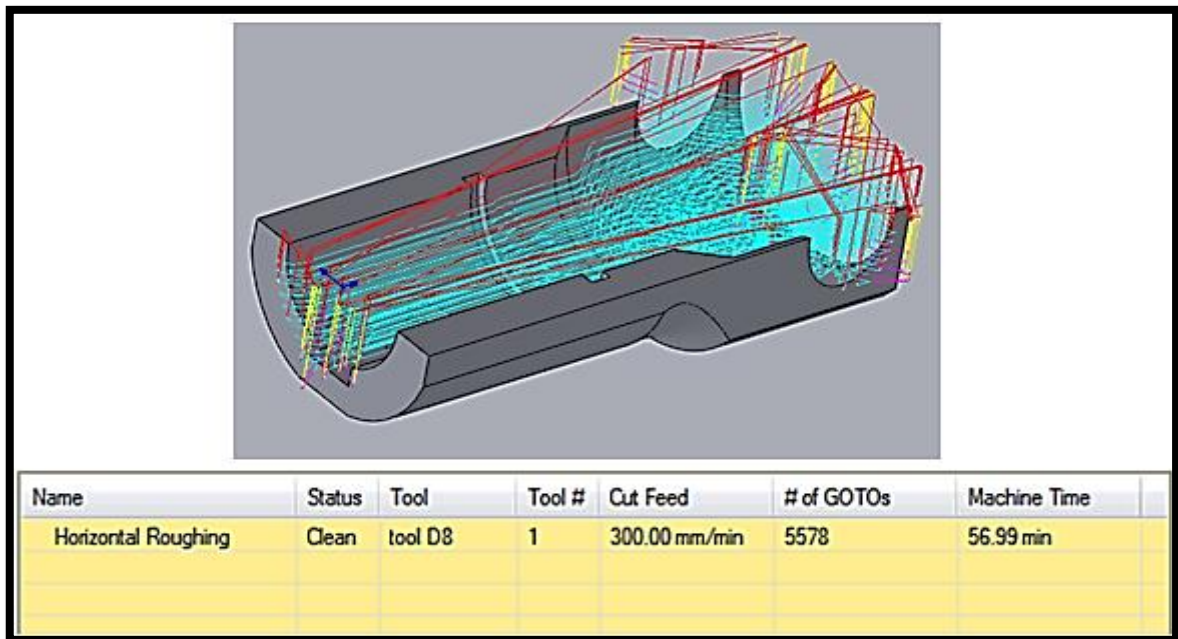 Name Status Tool Tool # Cut Feed # of GOTOs Machine Time
Horizontal Roughing Clean tool D8 1 300.00 mm/min 5578 56.99 min